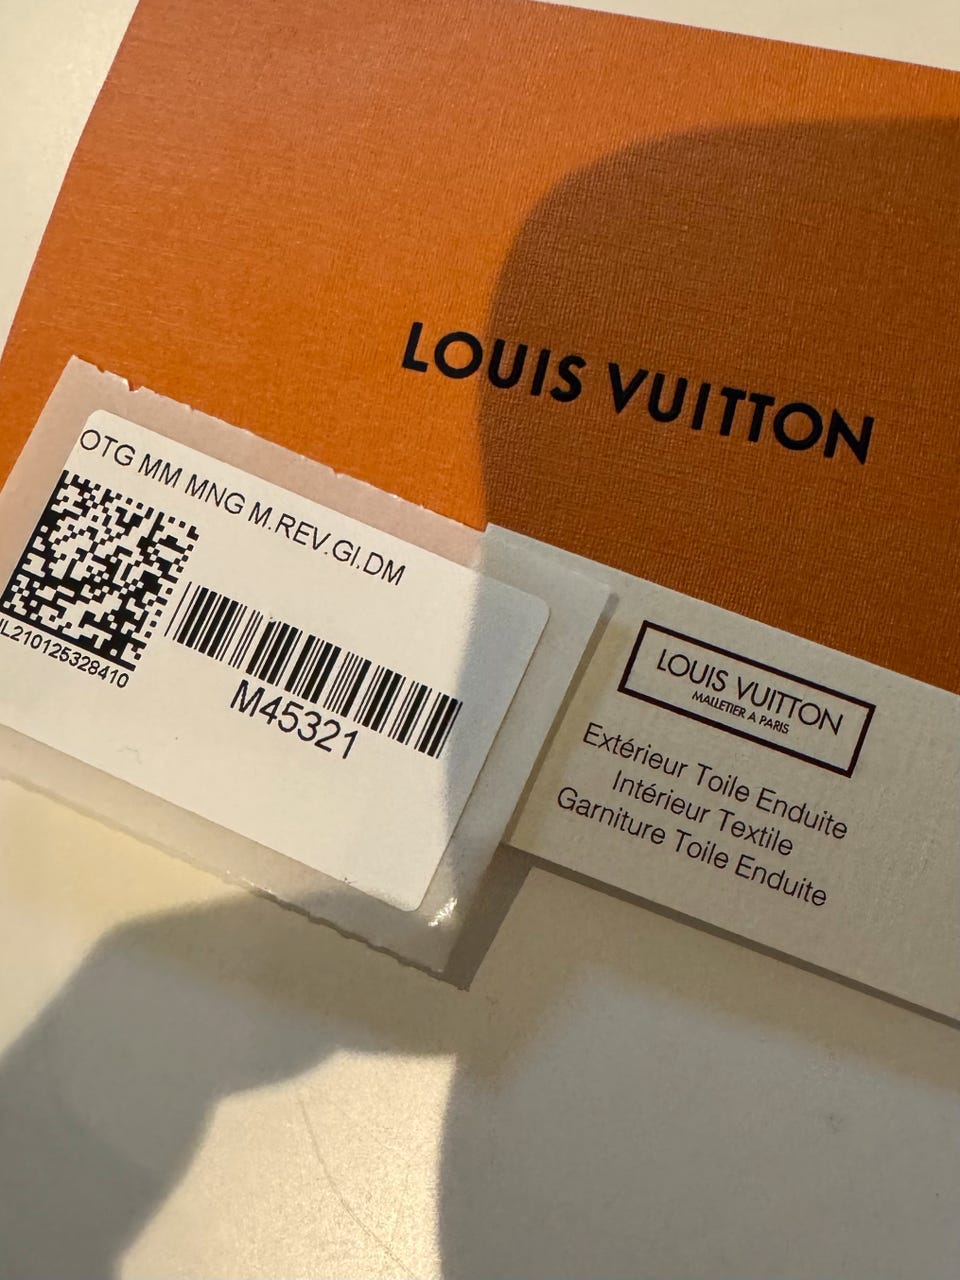 LOUIS VUITTON
OTG MM MNG M.REV.GI.DM
IL210125328410
M45321
LOUIS VUITTON
MALLETIER A PARIS
Extérieur Toile Enduite
Intérieur Textile
Garniture Toile Enduite